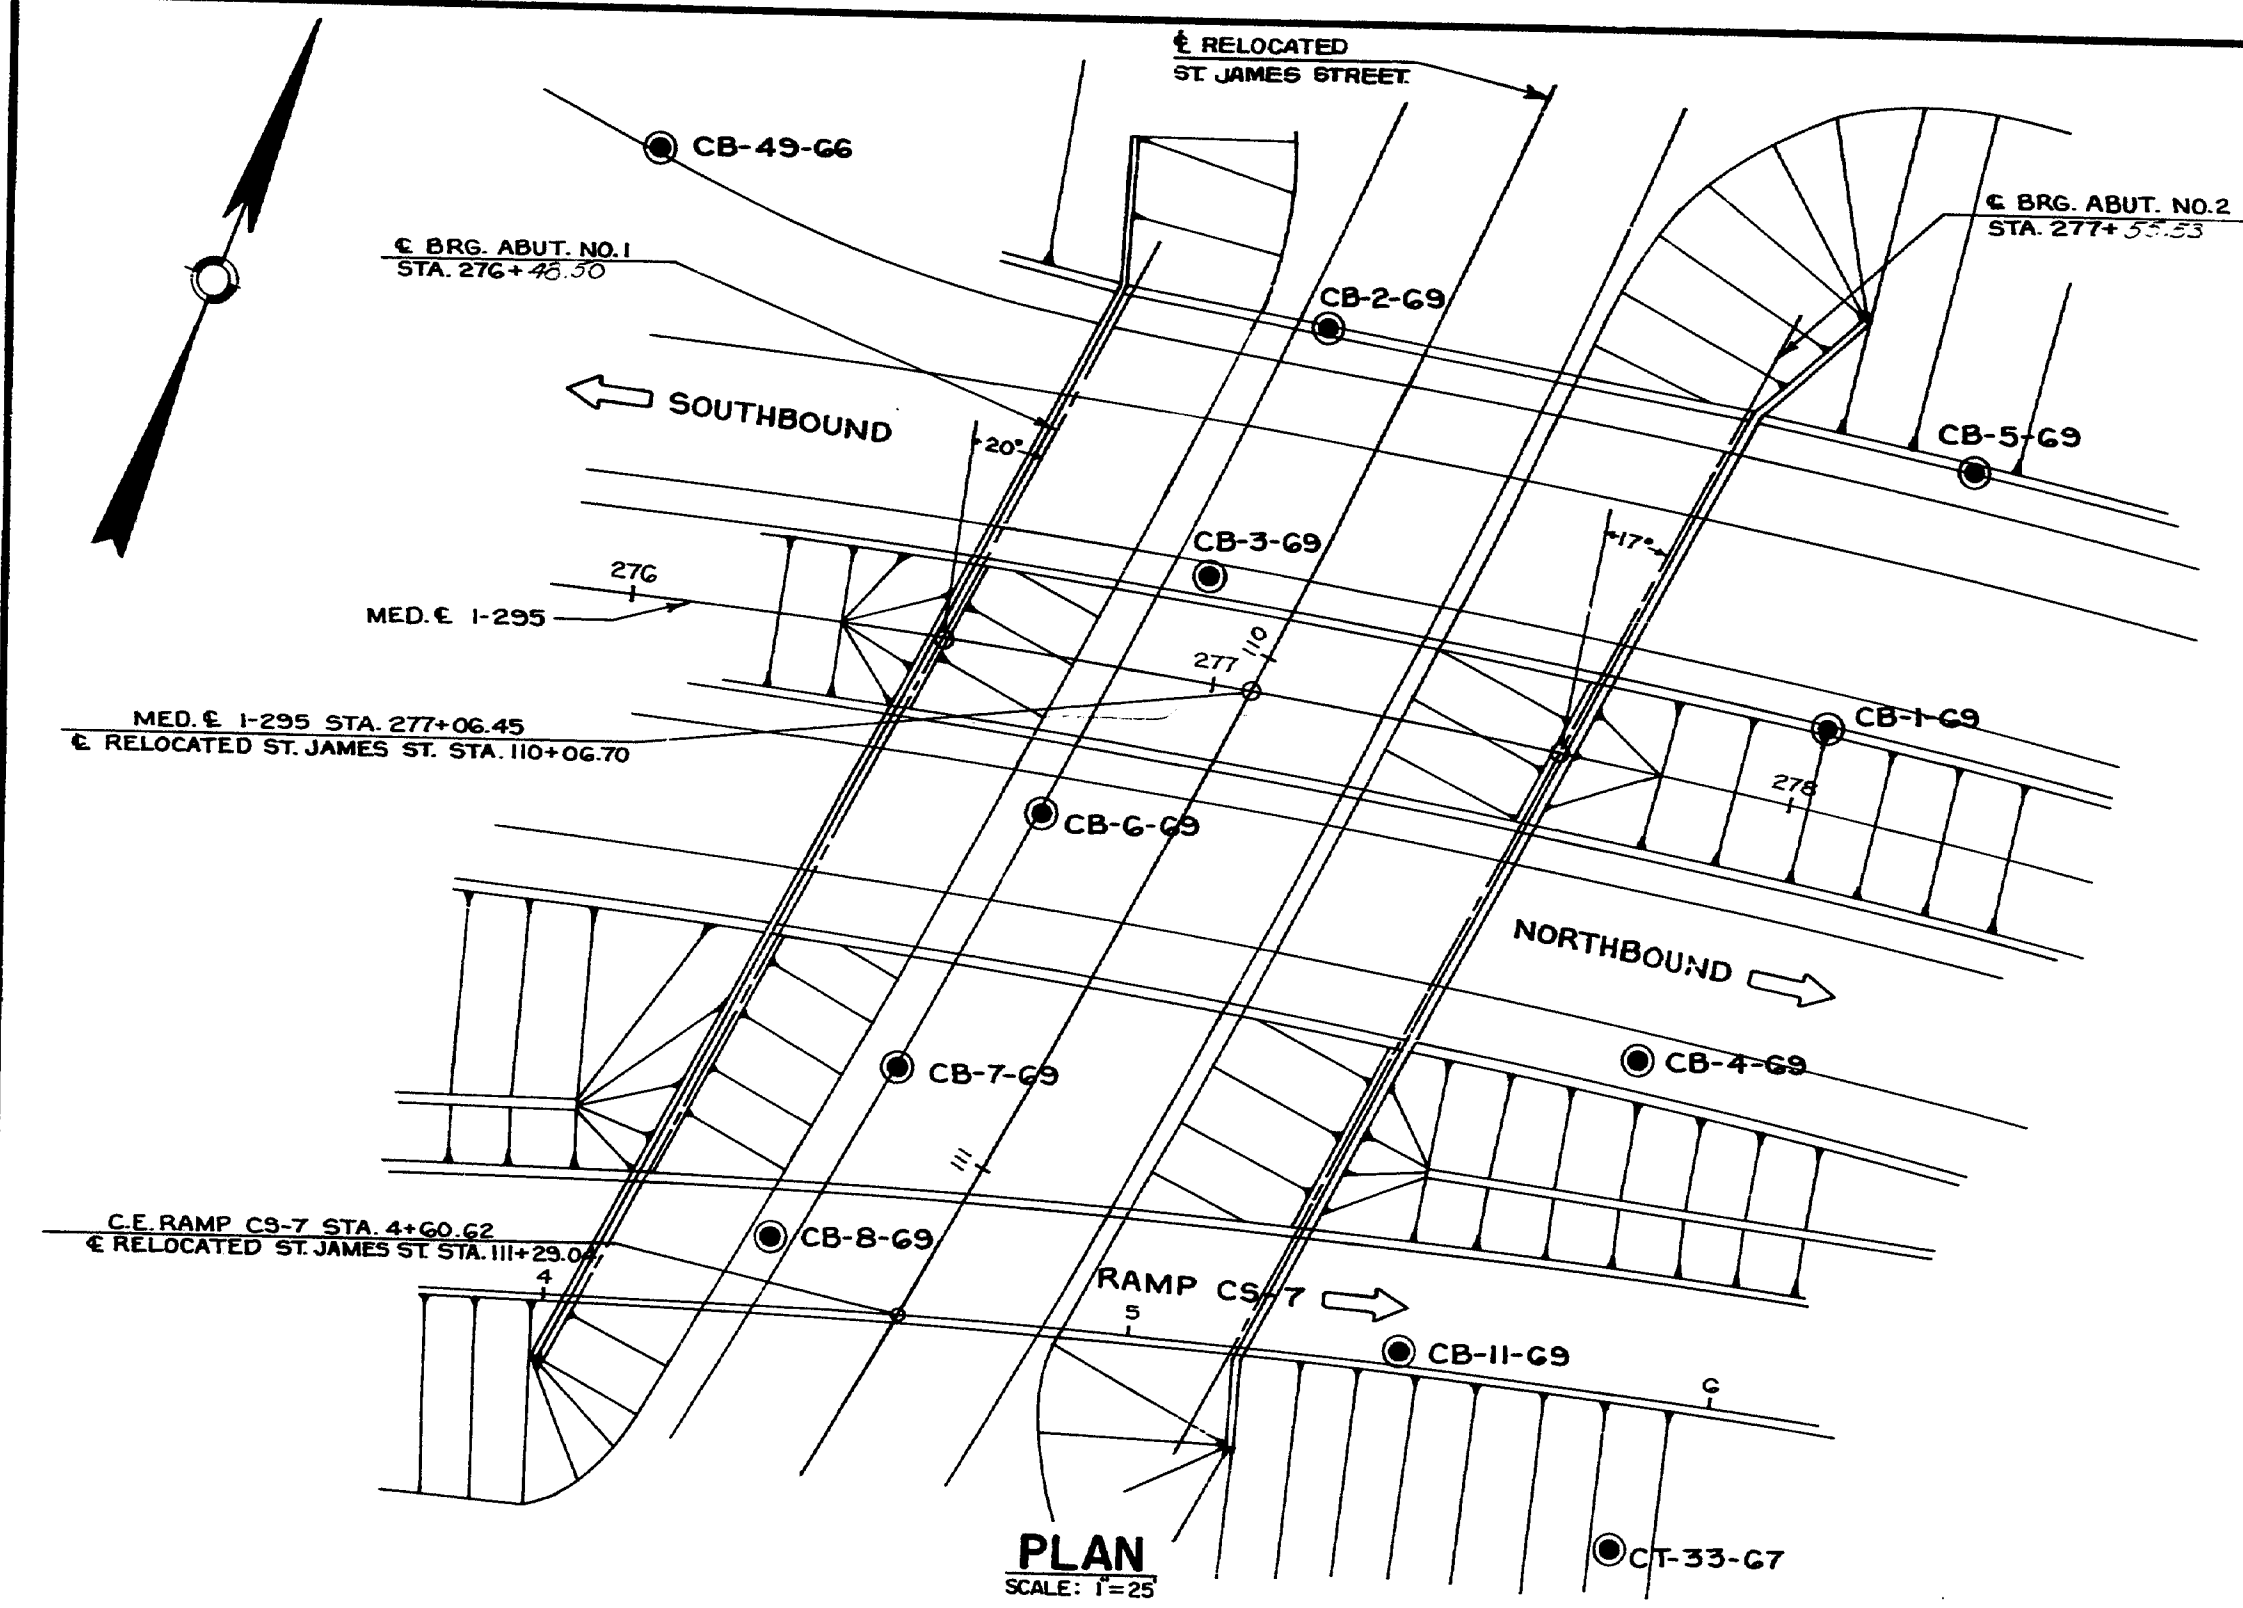 ℄ RELOCATED
ST. JAMES STREET.
CB-49-66
℄ BRG. ABUT. NO.2
STA. 277+55.53
℄ BRG. ABUT. NO.1
STA. 276+48.50
CB-2-69
SOUTHBOUND
20°
CB-5-69
CB-3-69
17°
276
MED. ℄ I-295
110
277
MED. ℄ I-295 STA. 277+06.45
℄ RELOCATED ST. JAMES ST. STA. 110+06.70
CB-1-69
278
CB-6-69
NORTHBOUND
CB-4-69
CB-7-69
111
C.E. RAMP CS-7 STA. 4+60.62
℄ RELOCATED ST. JAMES ST. STA. 111+29.04
CB-8-69
4
RAMP CS-7
5
CB-11-69
6
PLAN
SCALE: 1"=25'
CT-33-67